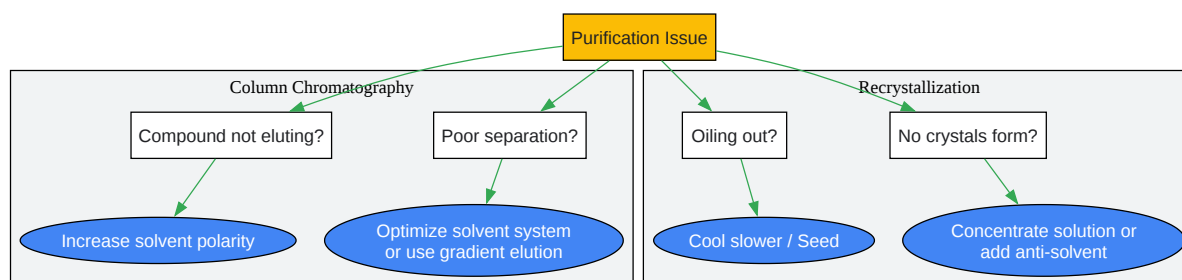 Purification Issue
Column Chromatography
Recrystallization
Compound not eluting?
Poor separation?
Oiling out?
No crystals form?
Increase solvent polarity
Optimize solvent system
or use gradient elution
Cool slower / Seed
Concentrate solution or
add anti-solvent